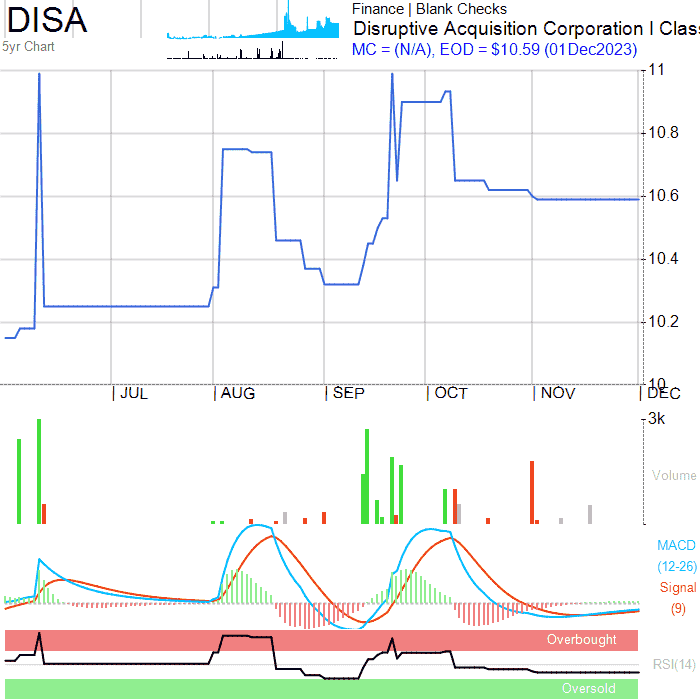 DISA
5yr Chart
Finance | Blank Checks
Disruptive Acquisition Corporation I Clas
MC = (N/A), EOD = $10.59 (01Dec2023)
11
10.8
10.6
10.4
10.2
10
JUL AUG SEP OCT NOV DEC
3k
Volume
MACD
(12-26)
Signal
(9)
Overbought
RSI(14)
Oversold